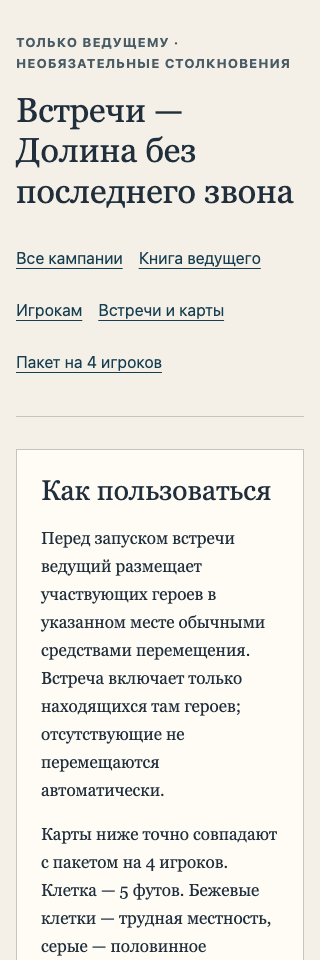 ТОЛЬКО ВЕДУЩЕМУ ·
НЕОБЯЗАТЕЛЬНЫЕ СТОЛКНОВЕНИЯ
Встречи —
Долина без
последнего звона
Все кампании Книга ведущего
Игрокам Встречи и карты
Пакет на 4 игроков
Как пользоваться
Перед запуском встречи
ведущий размещает
участвующих героев в
указанном месте обычными
средствами перемещения.
Встреча включает только
находящихся там героев;
отсутствующие не
перемещаются
автоматически.
Карты ниже точно совпадают
с пакетом на 4 игроков.
Клетка — 5 футов. Бежевые
клетки — трудная местность,
серые — половинное